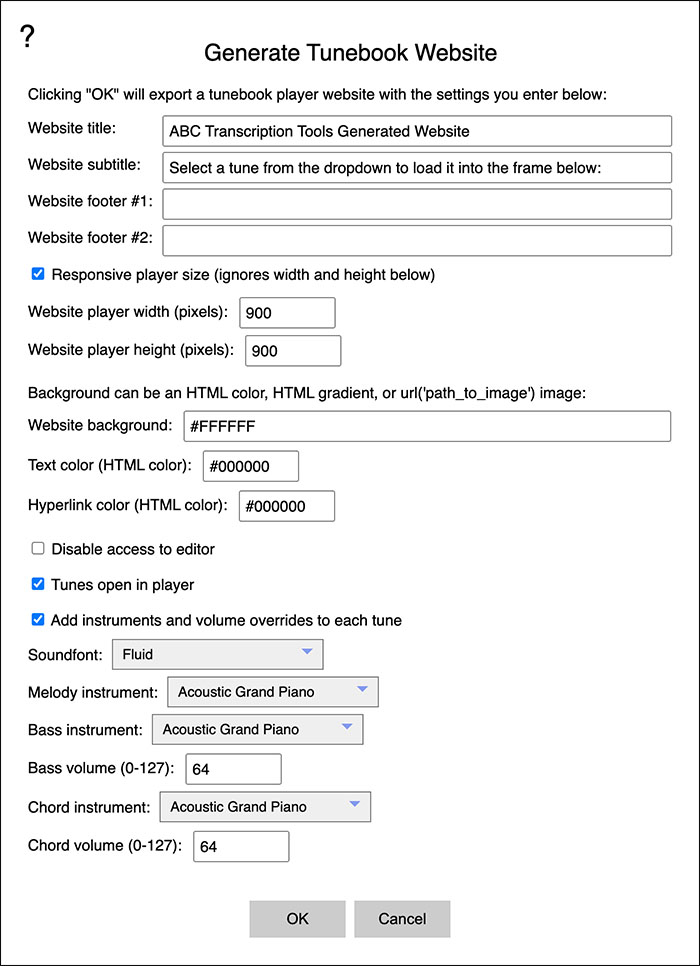 ?
Generate Tunebook Website
Clicking "OK" will export a tunebook player website with the settings you enter below:
Website title: ABC Transcription Tools Generated Website
Website subtitle: Select a tune from the dropdown to load it into the frame below:
Website footer #1:
Website footer #2:
Responsive player size (ignores width and height below)
Website player width (pixels): 900
Website player height (pixels): 900
Background can be an HTML color, HTML gradient, or url('path_to_image') image:
Website background: #FFFFFF
Text color (HTML color): #000000
Hyperlink color (HTML color): #000000
Disable access to editor
Tunes open in player
Add instruments and volume overrides to each tune
Soundfont: Fluid
Melody instrument: Acoustic Grand Piano
Bass instrument: Acoustic Grand Piano
Bass volume (0-127): 64
Chord instrument: Acoustic Grand Piano
Chord volume (0-127): 64
OK Cancel